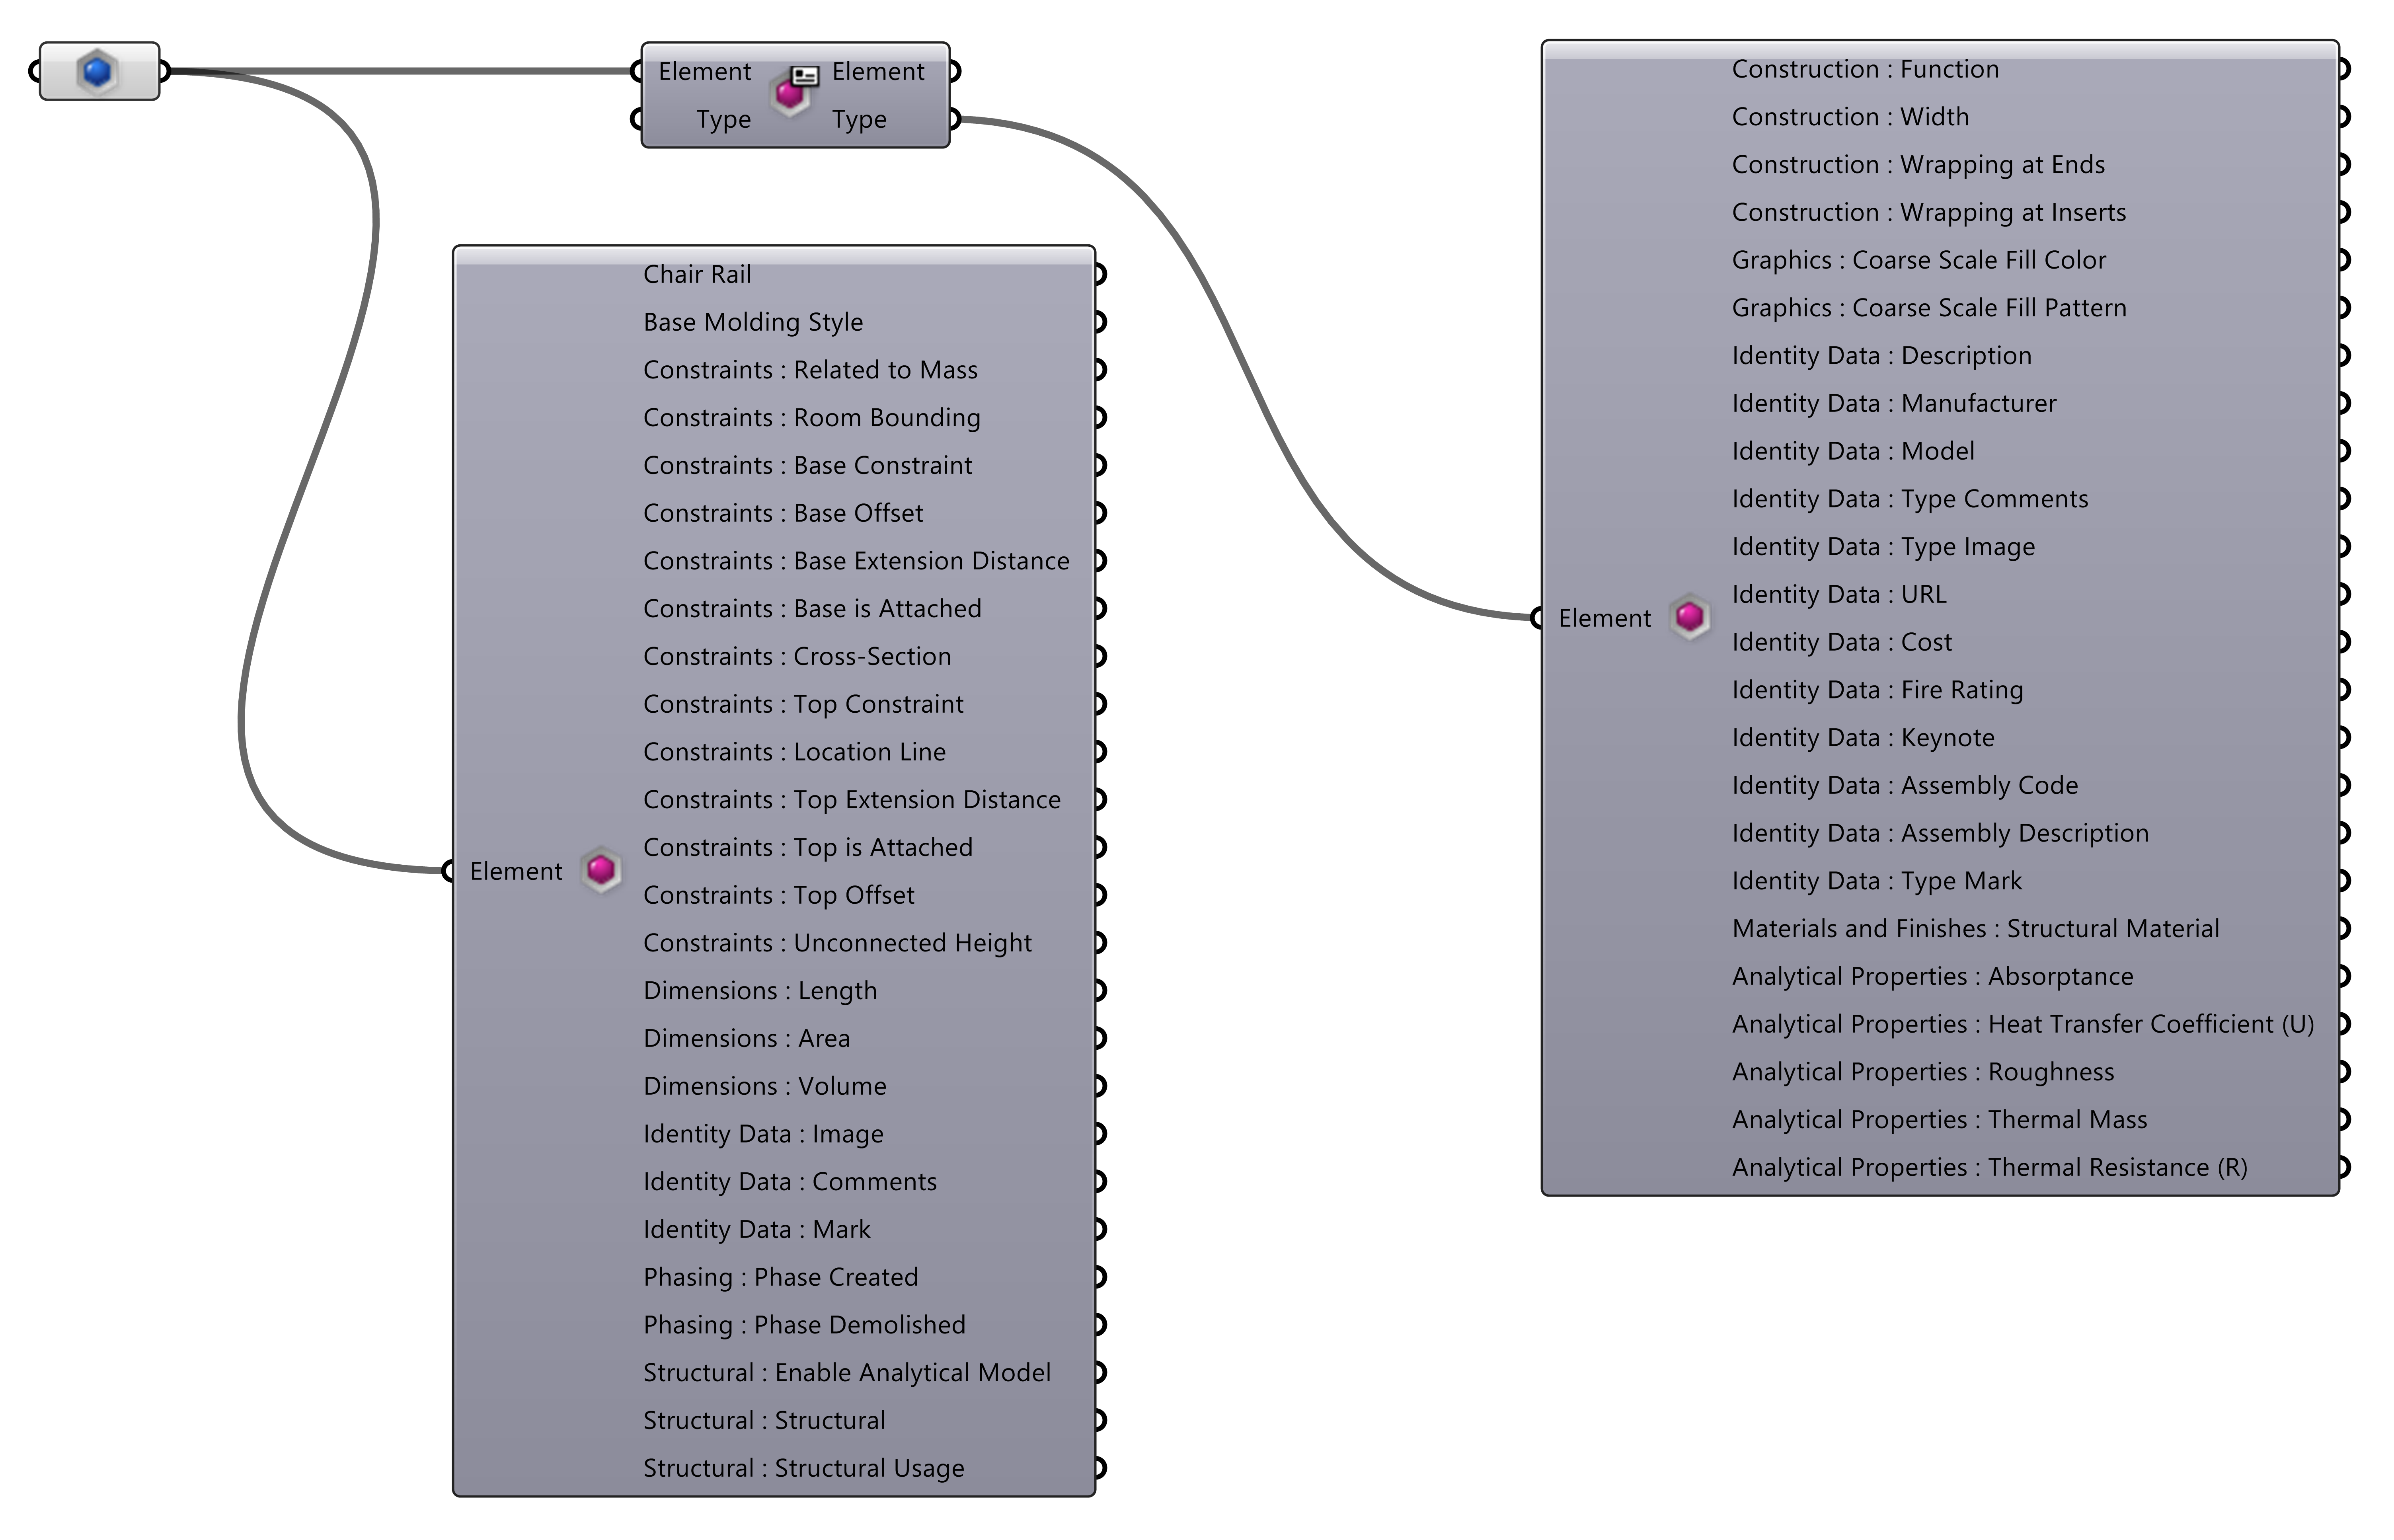 Element
Element
Type
Type
Element
Chair Rail
Base Molding Style
Constraints : Related to Mass
Constraints : Room Bounding
Constraints : Base Constraint
Constraints : Base Offset
Constraints : Base Extension Distance
Constraints : Base is Attached
Constraints : Cross-Section
Constraints : Top Constraint
Constraints : Location Line
Constraints : Top Extension Distance
Constraints : Top is Attached
Constraints : Top Offset
Constraints : Unconnected Height
Dimensions : Length
Dimensions : Area
Dimensions : Volume
Identity Data : Image
Identity Data : Comments
Identity Data : Mark
Phasing : Phase Created
Phasing : Phase Demolished
Structural : Enable Analytical Model
Structural : Structural
Structural : Structural Usage
Element
Construction : Function
Construction : Width
Construction : Wrapping at Ends
Construction : Wrapping at Inserts
Graphics : Coarse Scale Fill Color
Graphics : Coarse Scale Fill Pattern
Identity Data : Description
Identity Data : Manufacturer
Identity Data : Model
Identity Data : Type Comments
Identity Data : Type Image
Identity Data : URL
Identity Data : Cost
Identity Data : Fire Rating
Identity Data : Keynote
Identity Data : Assembly Code
Identity Data : Assembly Description
Identity Data : Type Mark
Materials and Finishes : Structural Material
Analytical Properties : Absorptance
Analytical Properties : Heat Transfer Coefficient (U)
Analytical Properties : Roughness
Analytical Properties : Thermal Mass
Analytical Properties : Thermal Resistance (R)